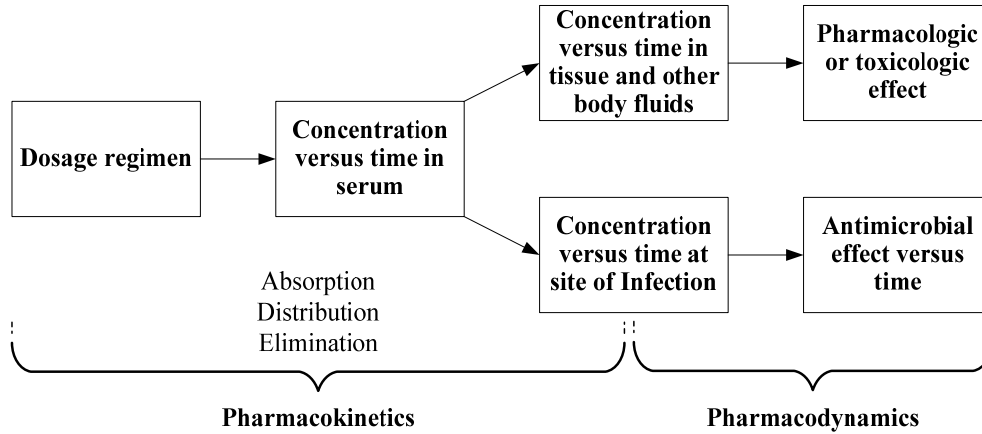 Dosage regimen
Concentration
versus time in
serum
Concentration
versus time in
tissue and other
body fluids
Pharmacologic
or toxicologic
effect
Concentration
versus time at
site of Infection
Antimicrobial
effect versus
time
Absorption
Distribution
Elimination
Pharmacokinetics
Pharmacodynamics